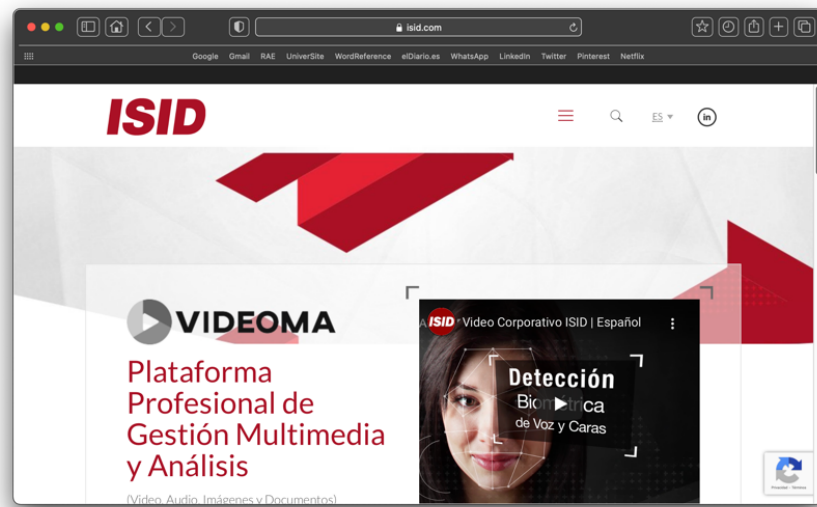 isid.com
Google Gmail RAE UniverSite WordReference elDiario.es WhatsApp LinkedIn Twitter Pinterest Netflix
ISID
ES
in
VIDEOMA
Plataforma
Profesional de
Gestión Multimedia
y Análisis
(Video, Audio, Imágenes y Documentos)
ISID Video Corporativo ISID | Español
Detección
Biométrica
de Voz y Caras
Privacidad - Términos